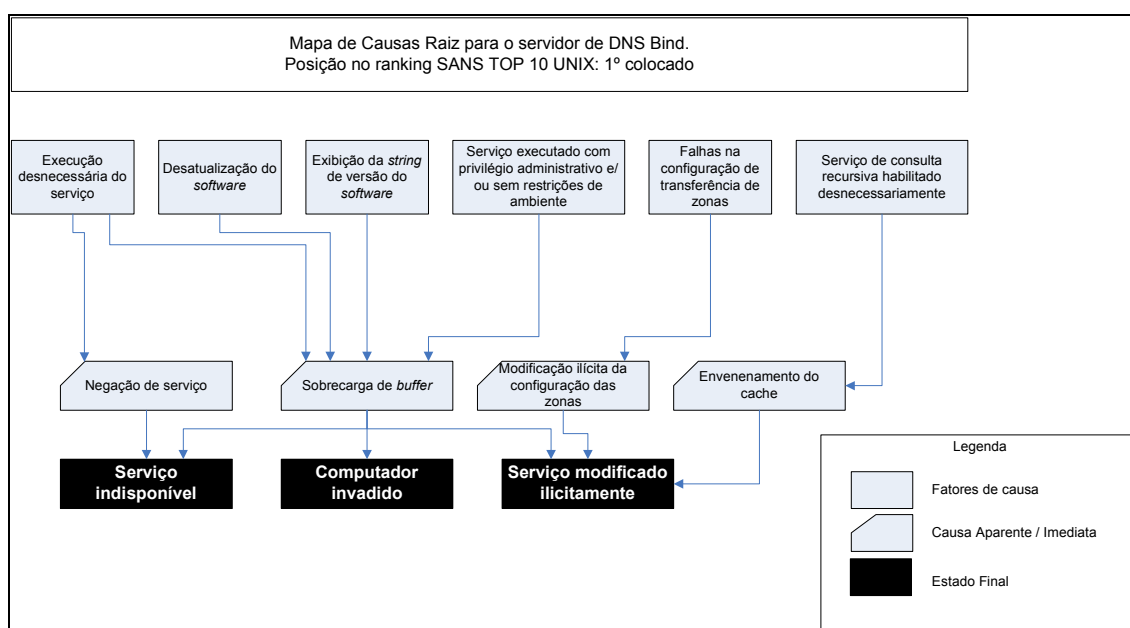 Mapa de Causas Raiz para o servidor de DNS Bind.
Posição no ranking SANS TOP 10 UNIX: 1º colocado
Execução
desnecessária do
serviço
Desatualização do
software
Exibição da string
de versão do
software
Serviço executado com
privilégio administrativo e/
ou sem restrições de
ambiente
Falhas na
configuração de
transferência de
zonas
Serviço de consulta
recursiva habilitado
desnecessariamente
Negação de serviço
Sobrecarga de buffer
Modificação ilícita da
configuração das
zonas
Envenenamento do
cache
Serviço
indisponível
Computador
invadido
Serviço modificado
ilicitamente
Legenda
Fatores de causa
Causa Aparente / Imediata
Estado Final